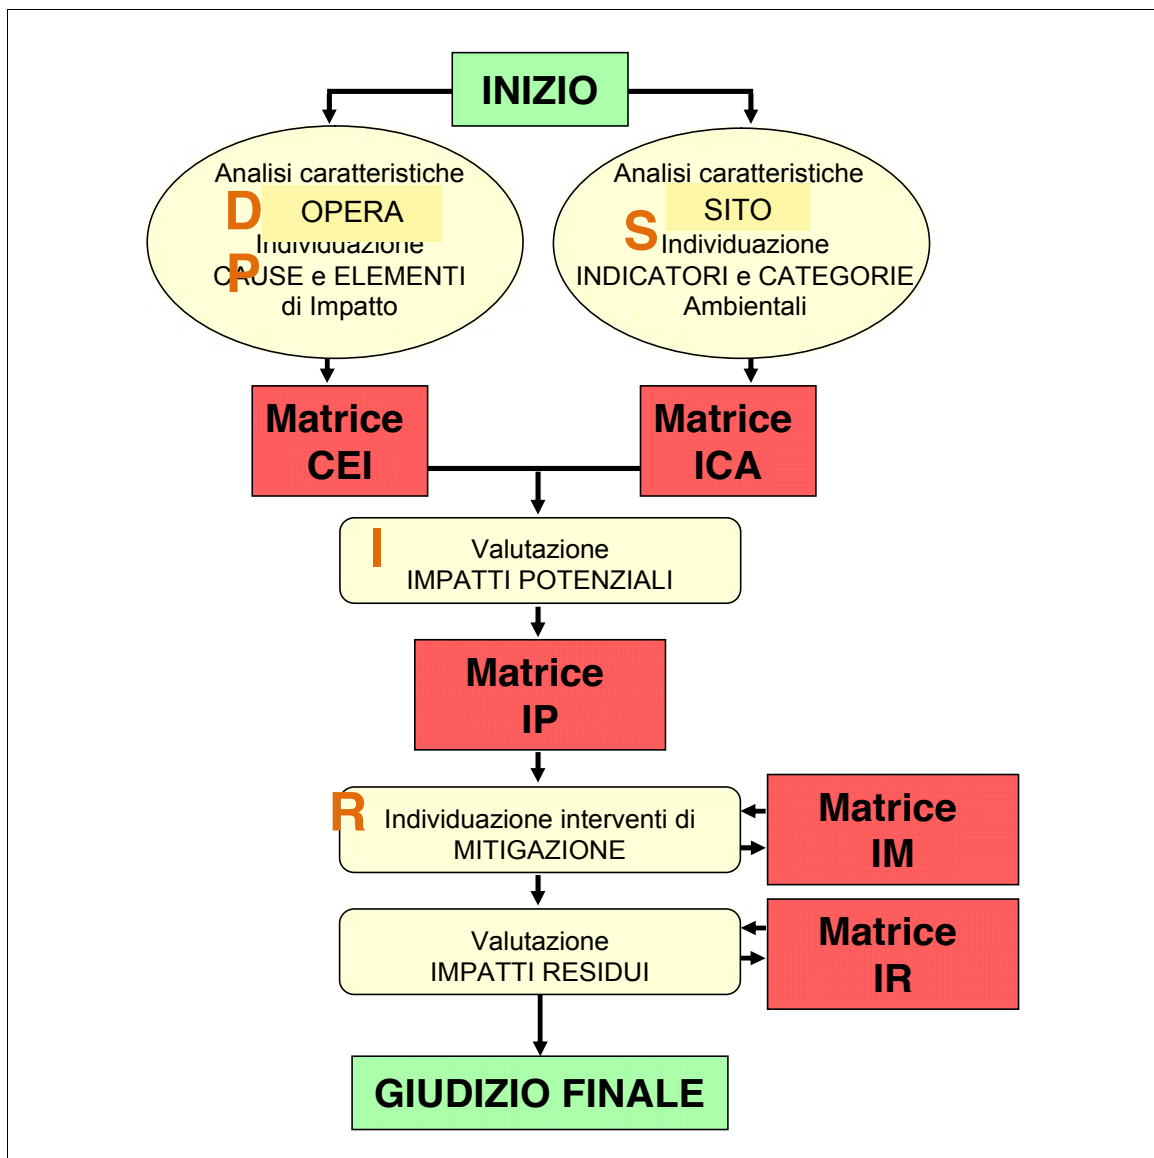 INIZIO
Analisi caratteristiche
D OPERA
Individuazione
P CAUSE e ELEMENTI
di Impatto
Analisi caratteristiche
SITO
S Individuazione
INDICATORI e CATEGORIE
Ambientali
Matrice
CEI
Matrice
ICA
I Valutazione
IMPATTI POTENZIALI
Matrice
IP
R Individuazione interventi di
MITIGAZIONE
Matrice
IM
Valutazione
IMPATTI RESIDUI
Matrice
IR
GIUDIZIO FINALE